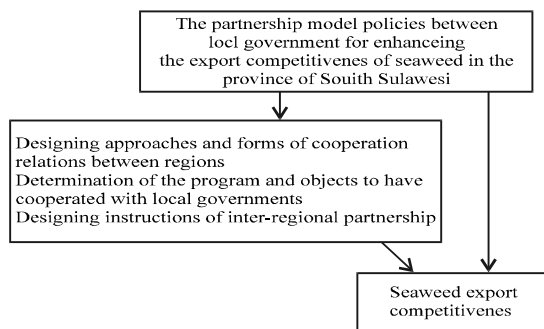 The partnership model policies between
locl government for enhanceing
the export competitivenes of seaweed in the
province of Souith Sulawesi
Designing approaches and forms of cooperation
relations between regions
Determination of the program and objects to have
cooperated with local governments
Designing instructions of inter-regional partnership
Seaweed export
competitivenes